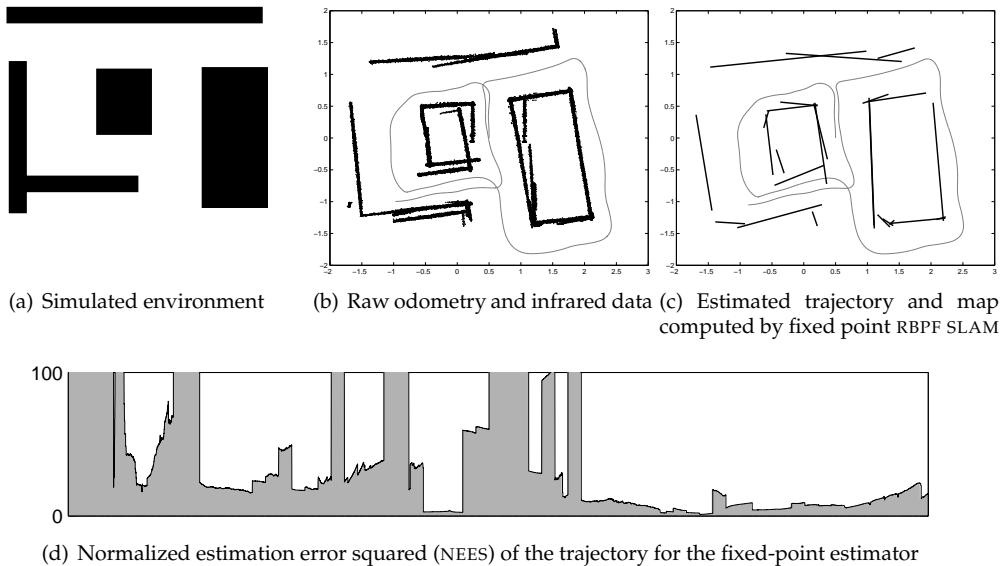 2
1.5
1
0.5
0
−0.5
−1
−1.5
−2
−2 −1.5 −1 −0.5 0 0.5 1 1.5 2 2.5 3
2
1.5
1
0.5
0
−0.5
−1
−1.5
−2
−2 −1.5 −1 −0.5 0 0.5 1 1.5 2 2.5 3
(a) Simulated environment
(b) Raw odometry and infrared data
(c) Estimated trajectory and map
computed by fixed point RBPF SLAM
100
0
(d) Normalized estimation error squared (NEES) of the trajectory for the fixed-point estimator